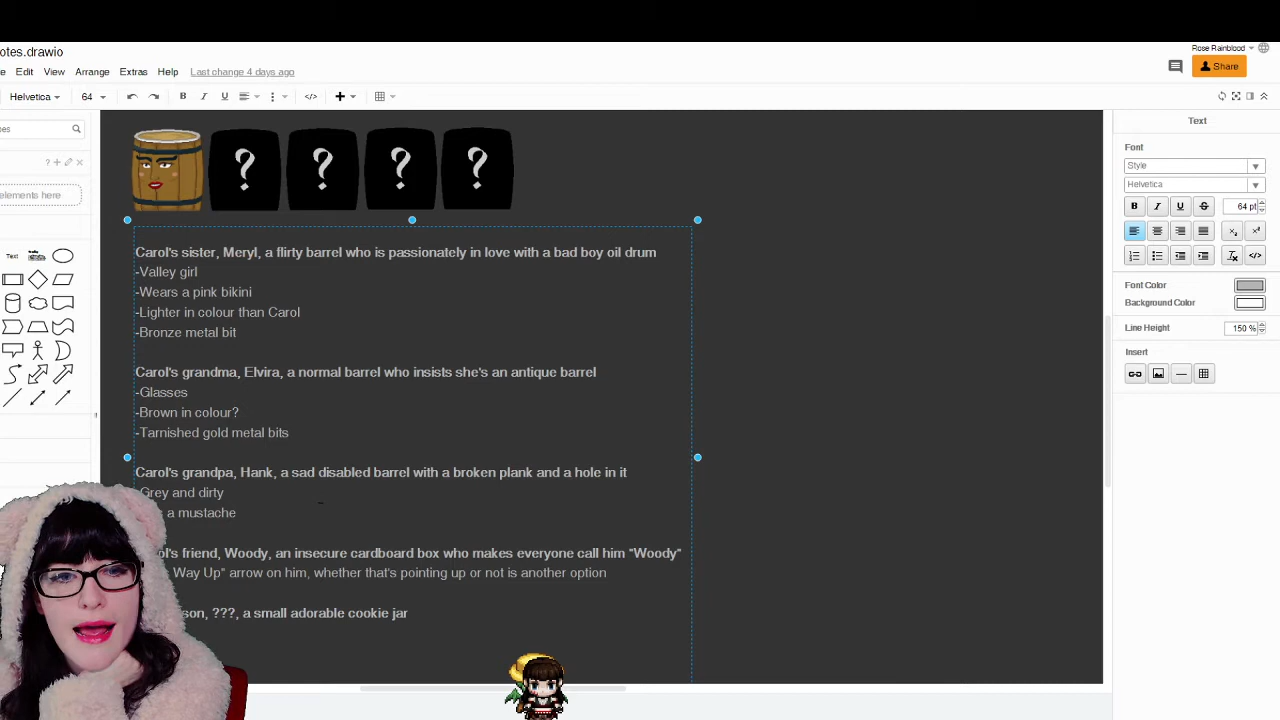 otes.drawio
Rose Rainblood
Edit View Arrange Extras Help Last change 4 days ago
Share
Helvetica 64
Text
Font
Style
Helvetica
64 pt
Font Color
Background Color
Line Height 150 %
Insert
elements here
Text
? ? ? ?
Carol's sister, Meryl, a flirty barrel who is passionately in love with a bad boy oil drum
-Valley girl
-Wears a pink bikini
-Lighter in colour than Carol
-Bronze metal bit
Carol's grandma, Elvira, a normal barrel who insists she's an antique barrel
-Glasses
-Brown in colour?
-Tarnished gold metal bits
Carol's grandpa, Hank, a sad disabled barrel with a broken plank and a hole in it
Grey and dirty
a mustache
ol's friend, Woody, an insecure cardboard box who makes everyone call him "Woody"
Way Up" arrow on him, whether that's pointing up or not is another option
son, ???, a small adorable cookie jar